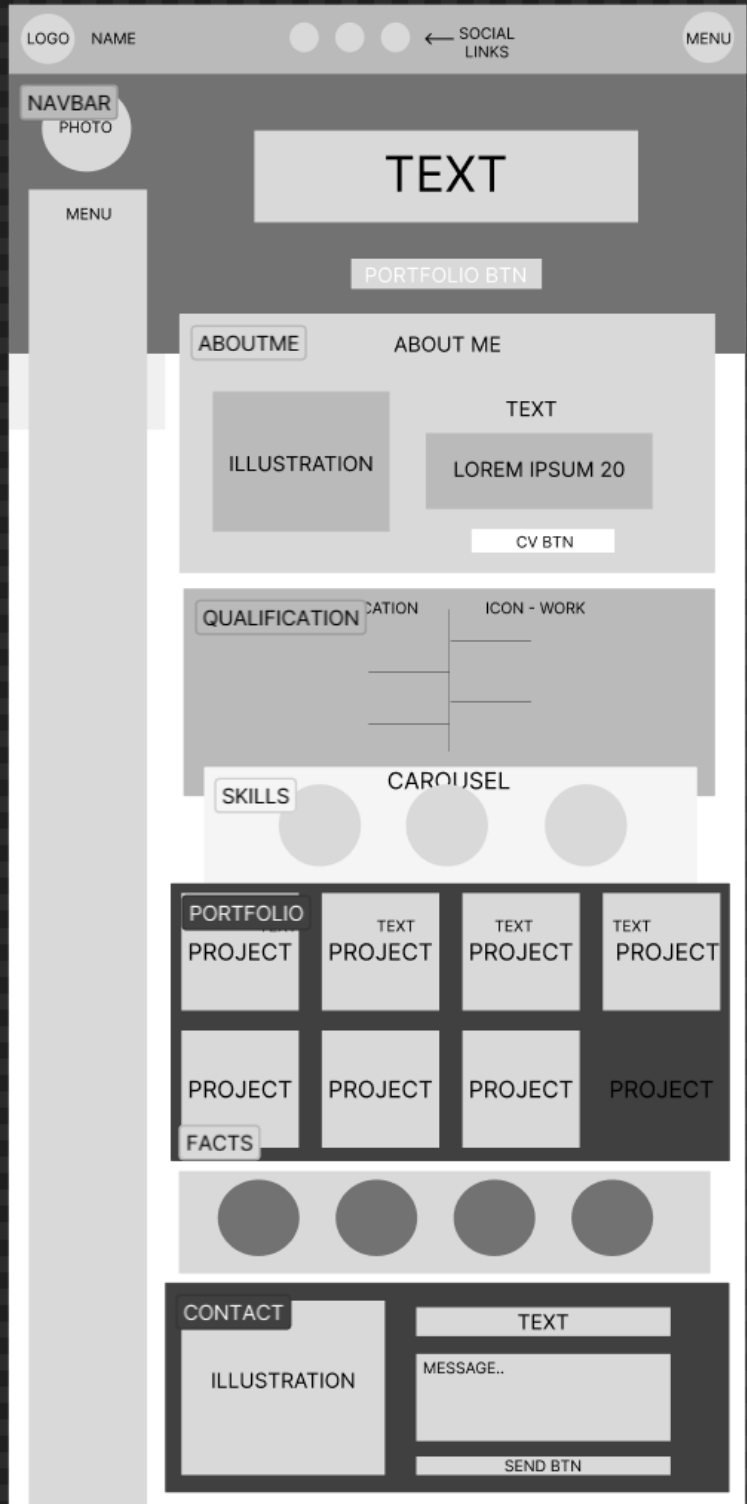 LOGO
NAME
SOCIAL
LINKS
MENU
NAVBAR
PHOTO
MENU
TEXT
PORTFOLIO BTN
ABOUTME
ABOUT ME
ILLUSTRATION
TEXT
LOREM IPSUM 20
CV BTN
QUALIFICATION
CATION
ICON - WORK
CAROUSEL
SKILLS
PORTFOLIO
TEXT
TEXT
TEXT
PROJECT
PROJECT
PROJECT
PROJECT
PROJECT
PROJECT
PROJECT
PROJECT
FACTS
CONTACT
ILLUSTRATION
TEXT
MESSAGE..
SEND BTN